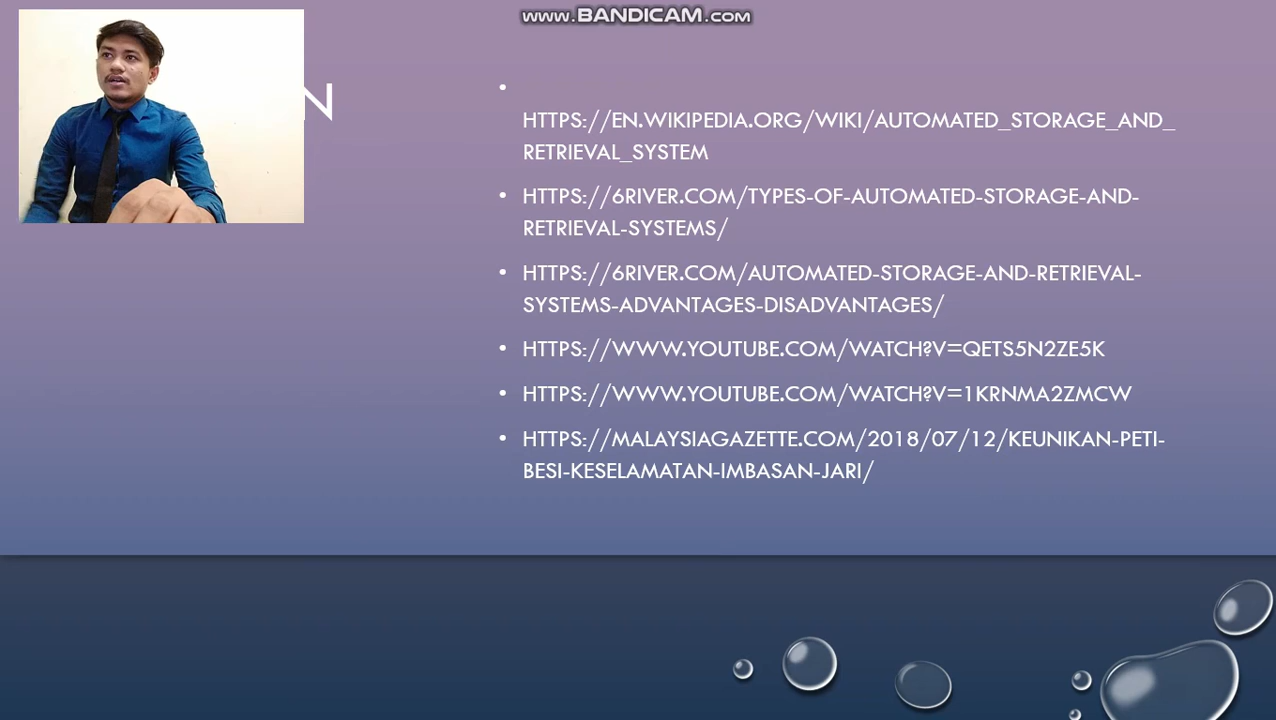 www.BANDICAM.com
N
• HTTPS://EN.WIKIPEDIA.ORG/WIKI/AUTOMATED_STORAGE_AND_
RETRIEVAL_SYSTEM
• HTTPS://6RIVER.COM/TYPES-OF-AUTOMATED-STORAGE-AND-
RETRIEVAL-SYSTEMS/
• HTTPS://6RIVER.COM/AUTOMATED-STORAGE-AND-RETRIEVAL-
SYSTEMS-ADVANTAGES-DISADVANTAGES/
• HTTPS://WWW.YOUTUBE.COM/WATCH?V=QETS5N2ZE5K
• HTTPS://WWW.YOUTUBE.COM/WATCH?V=1KRNMA2ZMCW
• HTTPS://MALAYSIAGAZETTE.COM/2018/07/12/KEUNIKAN-PETI-
BESI-KESELAMATAN-IMBASAN-JARI/